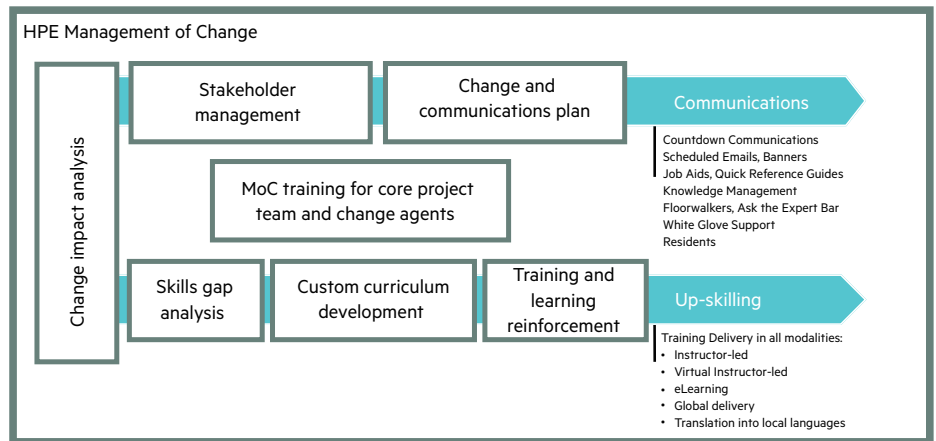 HPE Management of Change
Change impact analysis
Stakeholder
management
Change and
communications plan
Communications
Countdown Communications
Scheduled Emails, Banners
Job Aids, Quick Reference Guides
Knowledge Management
Floorwalkers, Ask the Expert Bar
White Glove Support
Residents
MoC training for core project
team and change agents
Skills gap
analysis
Custom curriculum
development
Training and
learning
reinforcement
Up-skilling
Training Delivery in all modalities:
• Instructor-led
• Virtual Instructor-led
• eLearning
• Global delivery
• Translation into local languages